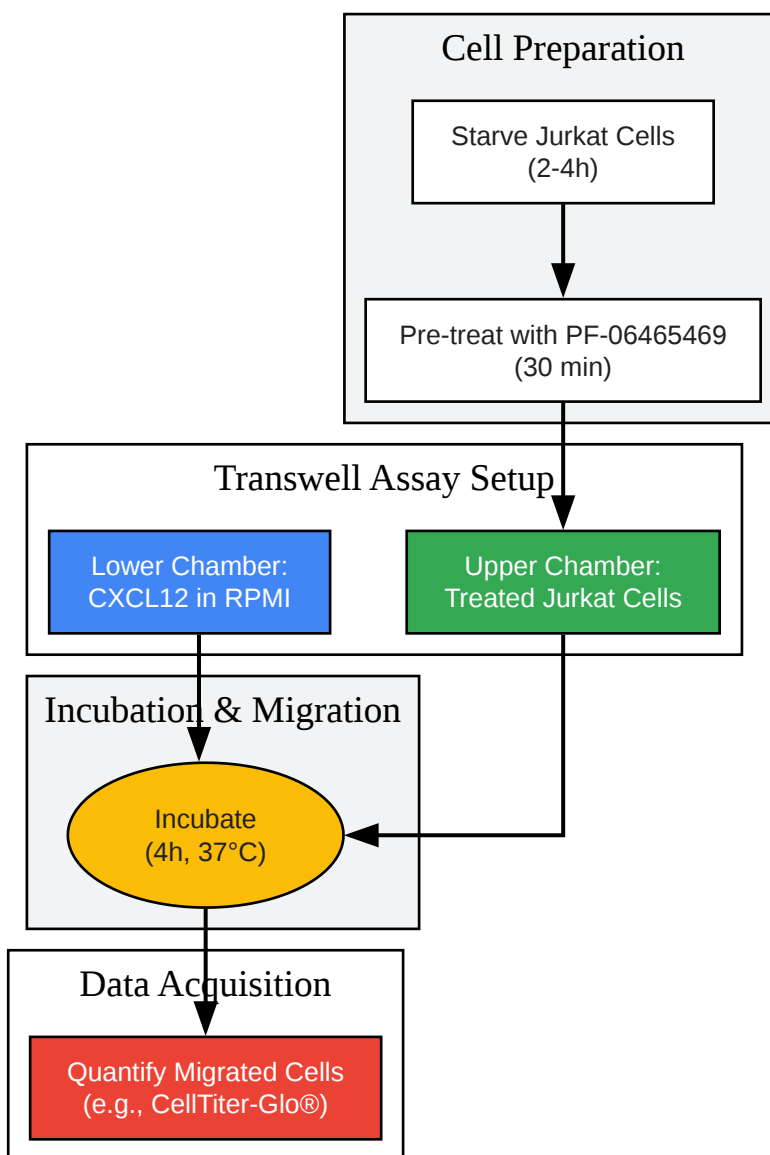 Cell Preparation
Starve Jurkat Cells
(2-4h)
Pre-treat with PF-06465469
(30 min)
Transwell Assay Setup
Lower Chamber:
CXCL12 in RPMI
Upper Chamber:
Treated Jurkat Cells
Incubation & Migration
Incubate
(4h, 37°C)
Data Acquisition
Quantify Migrated Cells
(e.g., CellTiter-Glo®)